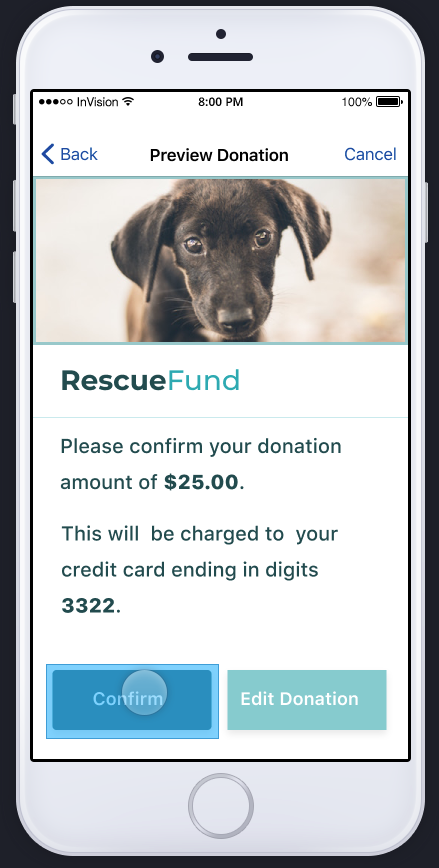 InVision 8:00 PM 100%
Back Preview Donation Cancel
RescueFund
Please confirm your donation
amount of $25.00.
This will be charged to your
credit card ending in digits
3322.
Confirm Edit Donation